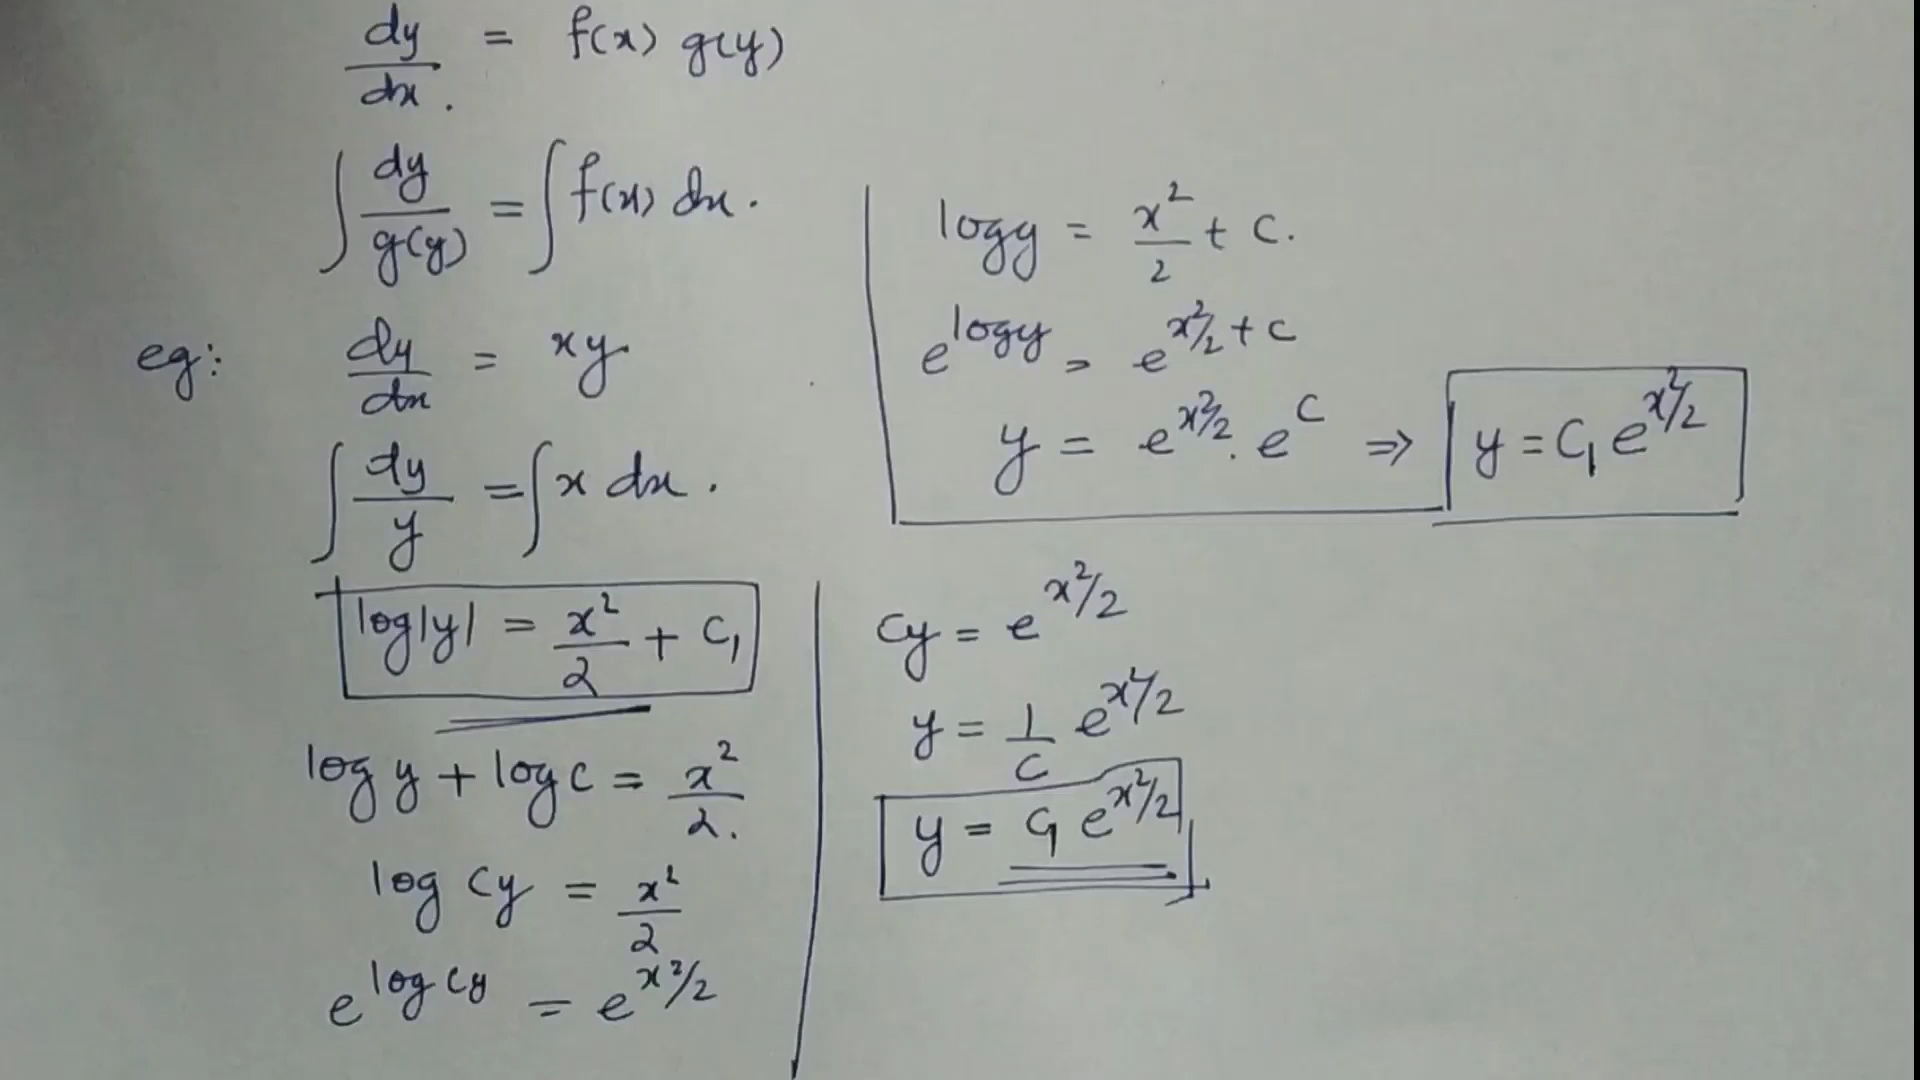 dy/dx. = f(x) g(y)
∫ dy/g(y) = ∫ f(x) dx.
eg: dy/dx = xy
∫ dy/y = ∫ x dx.
log|y| = x²/2 + C₁
log y + log c = x²/2.
log cy = x²/2
e^(log cy) = e^(x²/2)
log y = x²/2 + c.
e^(log y) = e^(x²/2 + c)
y = e^(x²/2) . e^c ⇒ y = C₁ e^(x²/2)
cy = e^(x²/2)
y = 1/c e^(x²/2)
y = C₁ e^(x²/2)